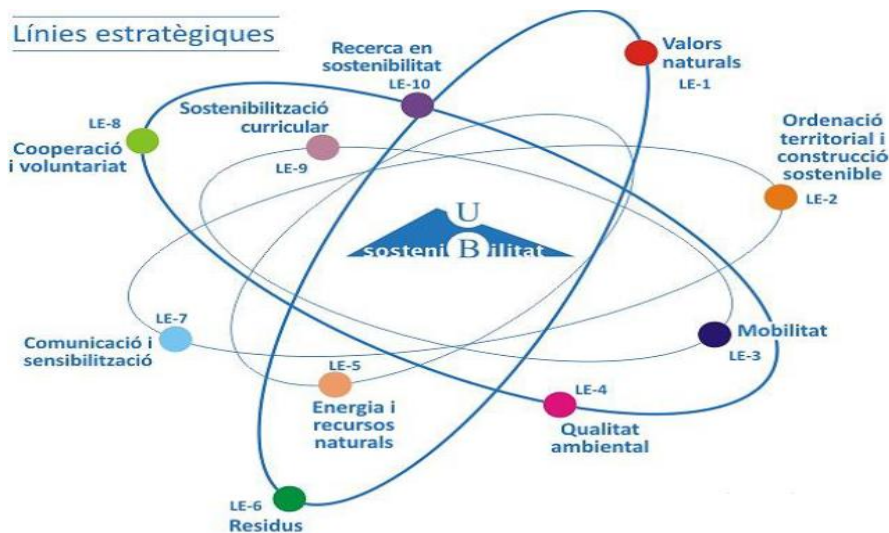 Línies estratègiques
Valors
naturals
LE-1
Ordenació
territorial i
construcció
sostenible
LE-2
Mobilitat
LE-3
LE-4
Qualitat
ambiental
LE-5
Energia i
recursos
naturals
LE-6
Residus
LE-7
Comunicació i
sensibilització
LE-8
Cooperació
i voluntariat
Sostenibilització
curricular
LE-9
Recerca en
sostenibilitat
LE-10
U
sosteni B ilitat